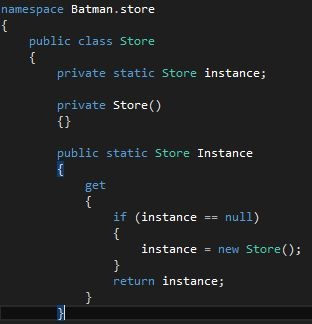 namespace Batman.store
{
    public class Store
    {
        private static Store instance;

        private Store()
        {}

        public static Store Instance
        {
            get
            {
                if (instance == null)
                {
                    instance = new Store();
                }
                return instance;
            }
        }